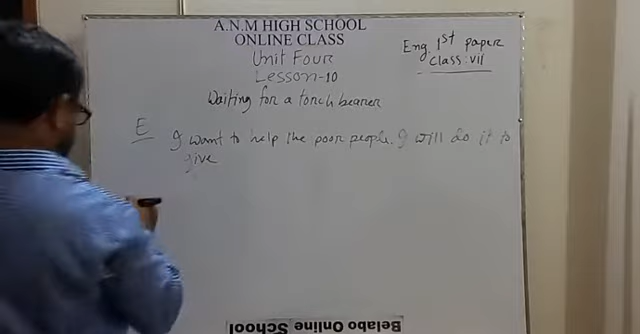 A.N.M HIGH SCHOOL
ONLINE CLASS
Eng. 1st paper
Class: VII
Unit Four
Lesson-10
Waiting for a torch bearer
E
I want to help the poor people. I will do it to
give
Belabo Online School